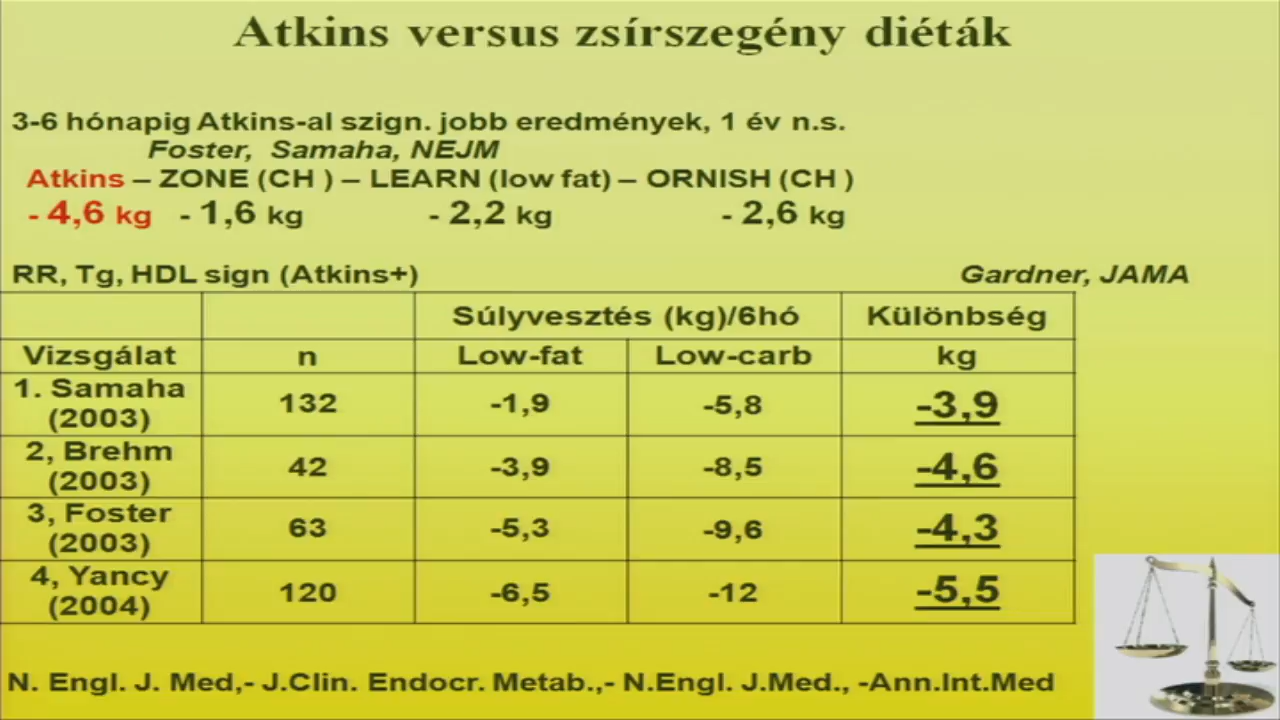 Atkins versus zsírszegény diéták
3-6 hónapig Atkins-al szign. jobb eredmények, 1 év n.s.
Foster, Samaha, NEJM
Atkins – ZONE (CH ) – LEARN (low fat) – ORNISH (CH )
- 4,6 kg - 1,6 kg - 2,2 kg - 2,6 kg
RR, Tg, HDL sign (Atkins+) Gardner, JAMA
Súlyvesztés (kg)/6hó Különbség
Vizsgálat n Low-fat Low-carb kg
1. Samaha (2003) 132 -1,9 -5,8 -3,9
2, Brehm (2003) 42 -3,9 -8,5 -4,6
3, Foster (2003) 63 -5,3 -9,6 -4,3
4, Yancy (2004) 120 -6,5 -12 -5,5
N. Engl. J. Med,- J.Clin. Endocr. Metab.,- N.Engl. J.Med., -Ann.Int.Med